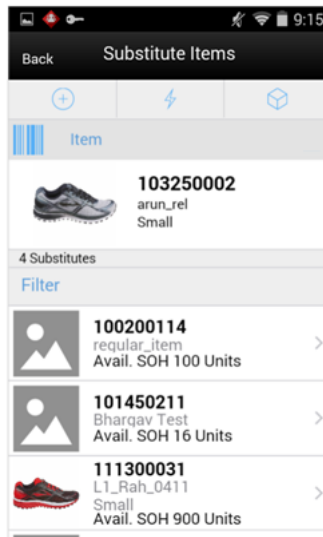 9:15
Back
Substitute Items
Item
103250002
arun_rel
Small
4 Substitutes
Filter
100200114
regular_item
Avail. SOH 100 Units
101450211
Bhargav Test
Avail. SOH 16 Units
111300031
L1_Rah_0411
Small
Avail. SOH 900 Units